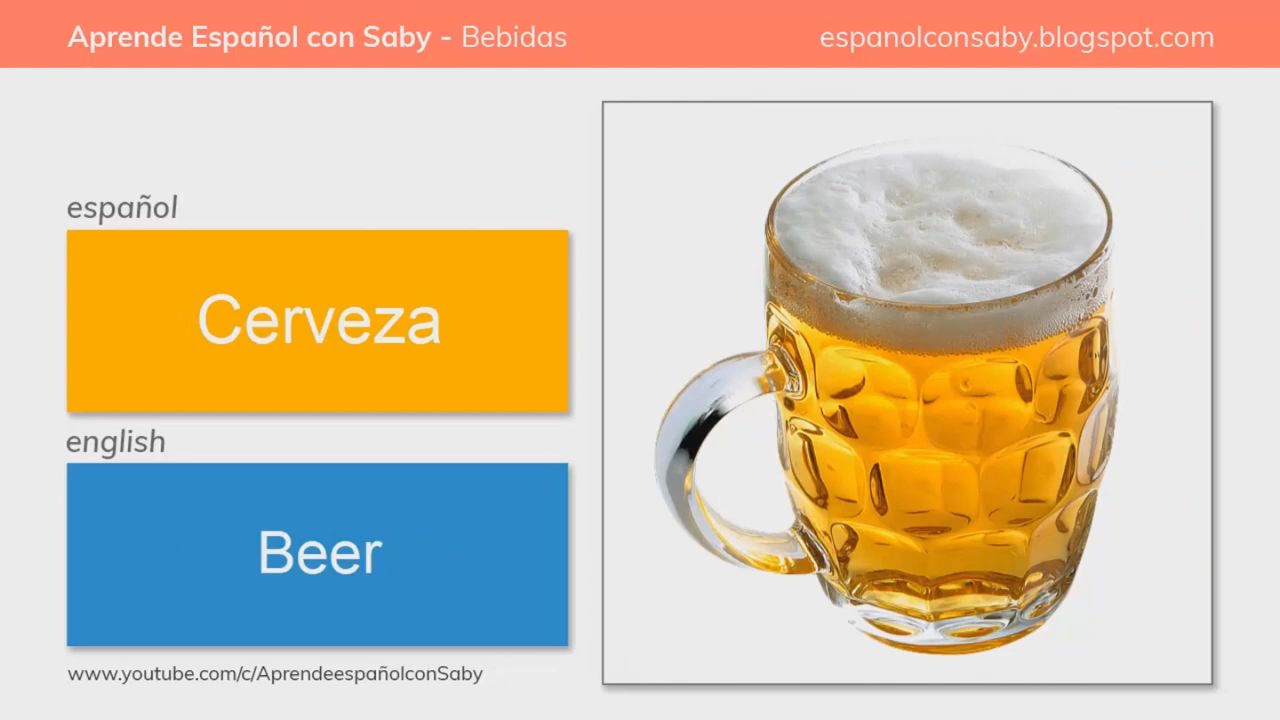 Aprende Español con Saby - Bebidas
espanolconsaby.blogspot.com
español
Cerveza
english
Beer
www.youtube.com/c/AprendeespañolconSaby